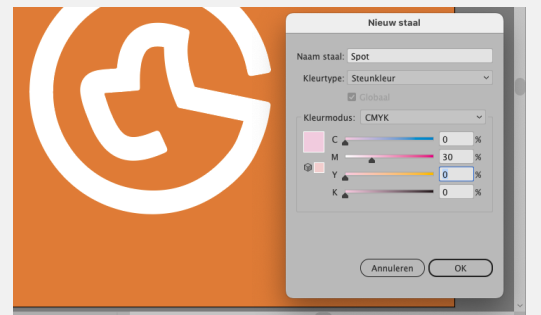 Nieuw staal
Naam staal: Spot
Kleurtype: Steunkleur
Globaal
Kleurmodus: CMYK
C 0 %
M 30 %
Y 0 %
K 0 %
Annuleren OK